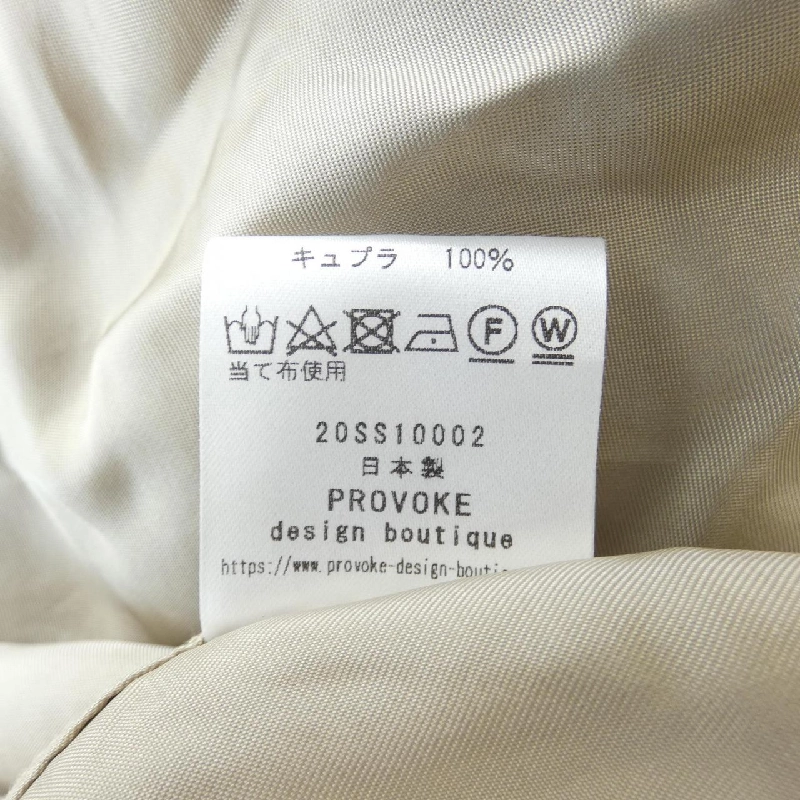 キュプラ 100%
F W
当て布使用
20SS10002
日本製
PROVOKE
design boutique
https://www.provoke-design-bouti